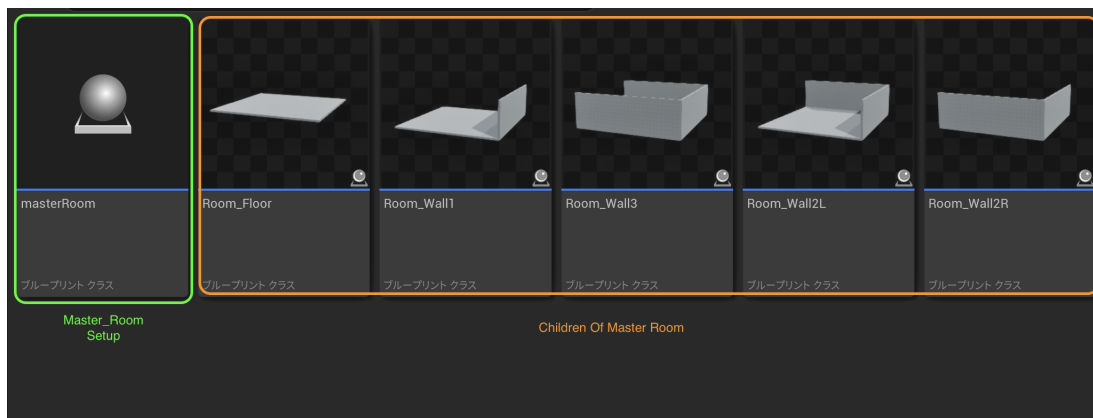 masterRoom
Room_Floor
Room_Wall1
Room_Wall3
Room_Wall2L
Room_Wall2R
ブループリント クラス
ブループリント クラス
ブループリント クラス
ブループリント クラス
ブループリント クラス
ブループリント クラス
Master_Room
Setup
Children Of Master Room